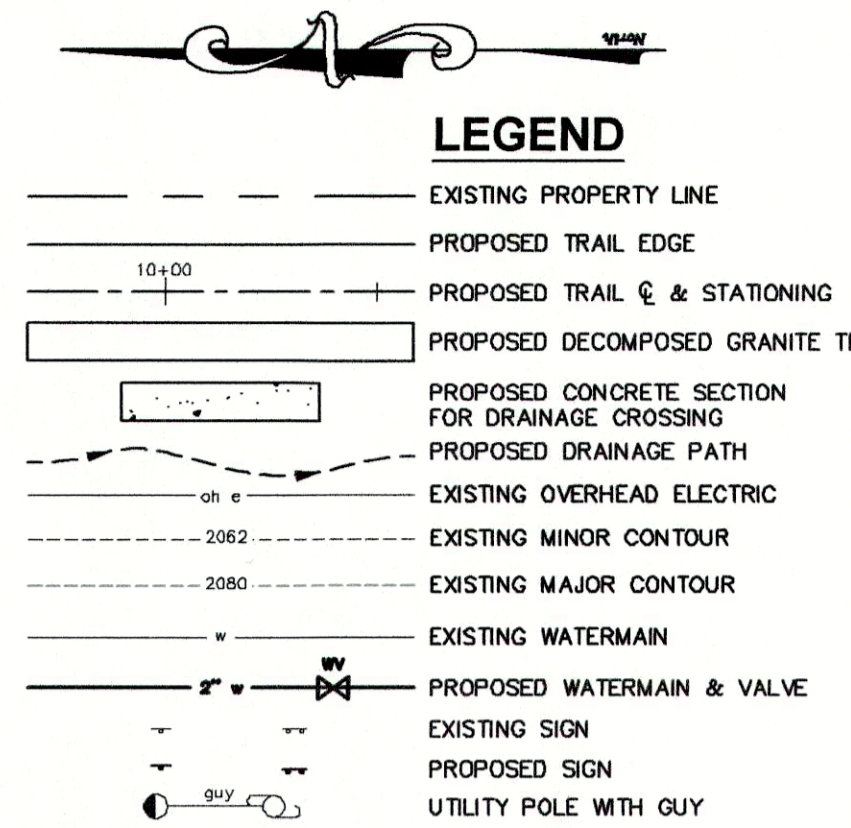 North
LEGEND
EXISTING PROPERTY LINE
PROPOSED TRAIL EDGE
10+00
PROPOSED TRAIL ℄ & STATIONING
PROPOSED DECOMPOSED GRANITE
PROPOSED CONCRETE SECTION
FOR DRAINAGE CROSSING
PROPOSED DRAINAGE PATH
oh e EXISTING OVERHEAD ELECTRIC
2062 EXISTING MINOR CONTOUR
2080 EXISTING MAJOR CONTOUR
w EXISTING WATERMAIN
WV
2" w PROPOSED WATERMAIN & VALVE
EXISTING SIGN
PROPOSED SIGN
guy UTILITY POLE WITH GUY